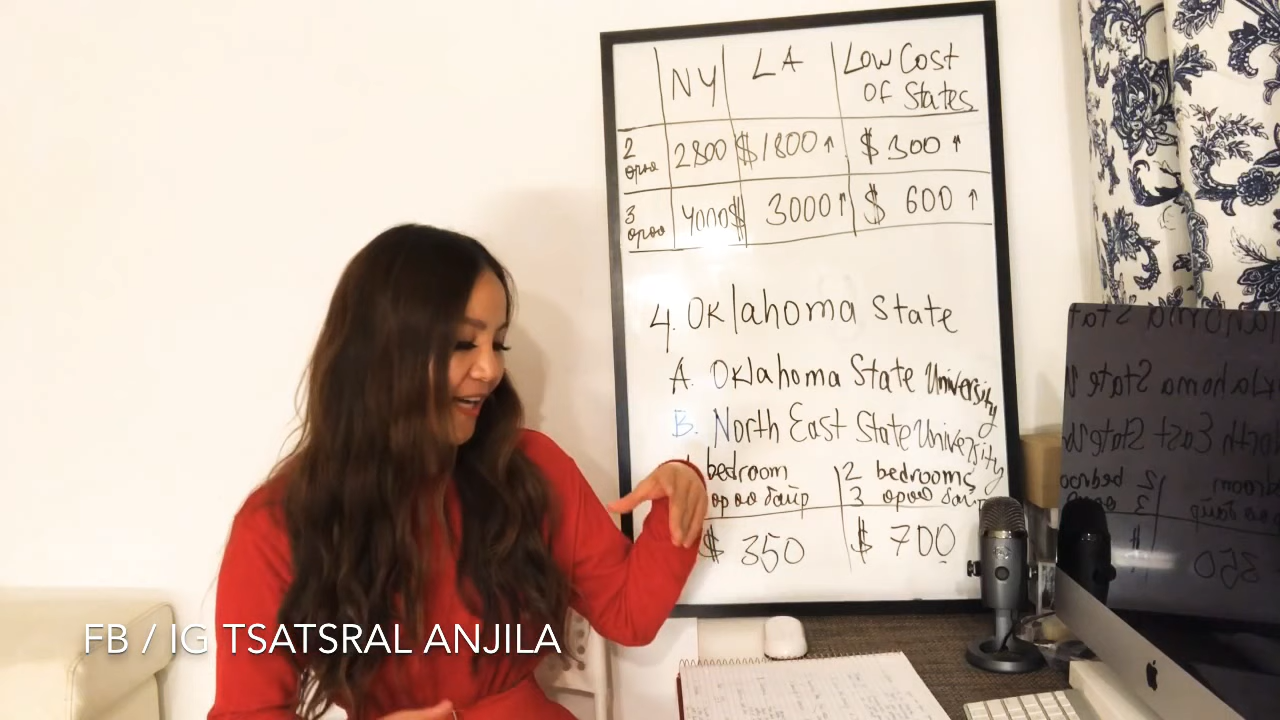 NY LA Low Cost
of States
2 өрөө 2800 $1800↑ $300↑
3 өрөө 4000$ 3000↑ $ 600↑
4. Oklahoma State
A. Oklahoma State University
B. North East State University
bedroom 2 bedrooms
өрөө байр 3 өрөө
$ 350 $ 700
FB / IG TSATSRAL ANJILA